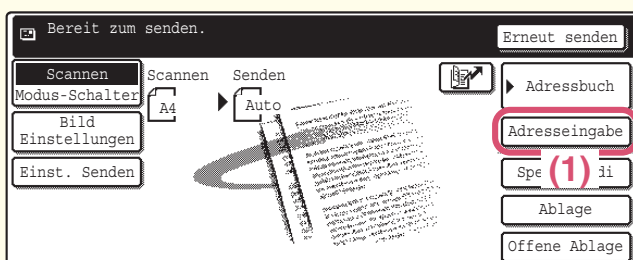 Bereit zum senden.
Erneut senden
Scannen
Modus-Schalter
Bild
Einstellungen
Einst. Senden
Scannen
A4
Senden
Auto
Adressbuch
Adresseingabe
(1)
Ablage
Offene Ablage